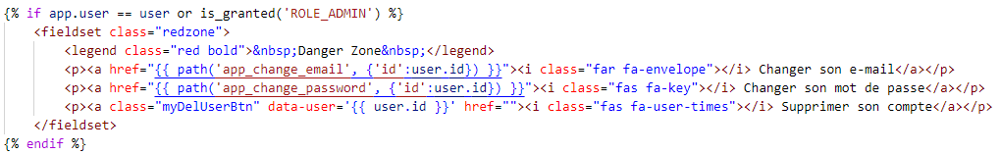 {% if app.user == user or is_granted('ROLE_ADMIN') %}
<fieldset class="redzone">
<legend class="red bold">&nbsp;Danger Zone&nbsp;</legend>
<p><a href="{{ path('app_change_email', {'id':user.id}) }}"><i class="far fa-envelope"></i> Changer son e-mail</a></p>
<p><a href="{{ path('app_change_password', {'id':user.id}) }}"><i class="fas fa-key"></i> Changer son mot de passe</a></p>
<p><a class="myDelUserBtn" data-user='{{ user.id }}' href=""><i class="fas fa-user-times"></i> Supprimer son compte</a></p>
</fieldset>
{% endif %}